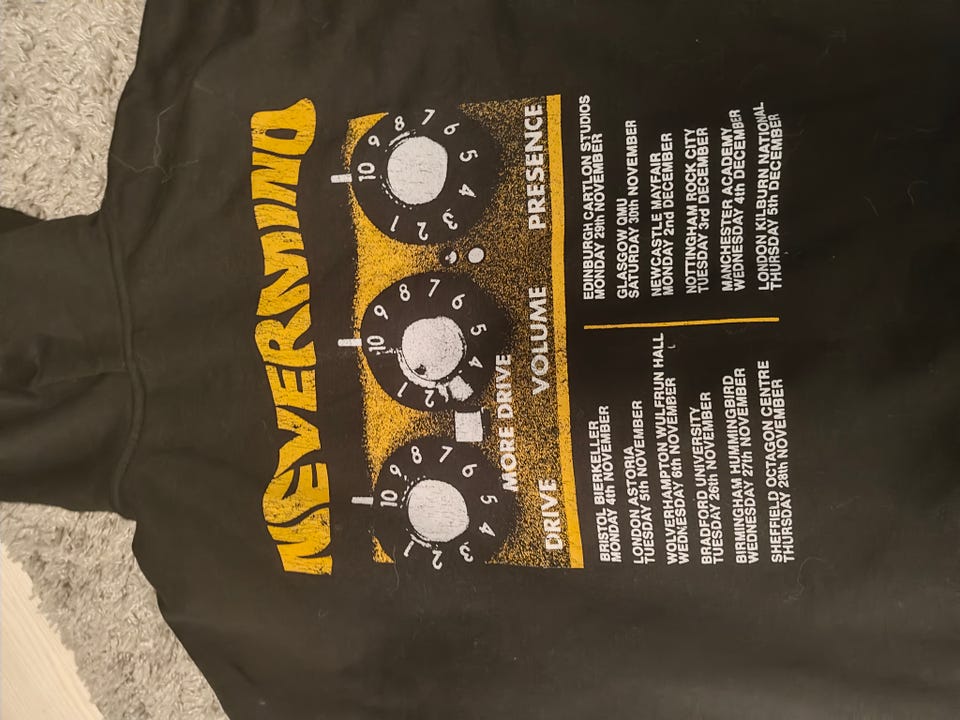 NEVERMIND
10
9
8
7
6
5
4
3
2
1
10
9
8
7
6
5
4
2
1
10
9
8
7
6
5
4
3
2
1
MORE DRIVE
DRIVE VOLUME PRESENCE
BRISTOL BIERKELLER
MONDAY 4th NOVEMBER
LONDON ASTORIA
TUESDAY 5th NOVEMBER
WOLVERHAMPTON WULFRUN HALL
WEDNESDAY 6th NOVEMBER
BRADFORD UNIVERSITY
TUESDAY 26th NOVEMBER
BIRMINGHAM HUMMINGBIRD
WEDNESDAY 27th NOVEMBER
SHEFFIELD OCTAGON CENTRE
THURSDAY 28th NOVEMBER
EDINBURGH CARTLON STUDIOS
MONDAY 29th NOVEMBER
GLASGOW QMU
SATURDAY 30th NOVEMBER
NEWCASTLE MAYFAIR
MONDAY 2nd DECEMBER
NOTTINGHAM ROCK CITY
TUESDAY 3rd DECEMBER
MANCHESTER ACADEMY
WEDNESDAY 4th DECEMBER
LONDON KILBURN NATIONAL
THURSDAY 5th DECEMBER